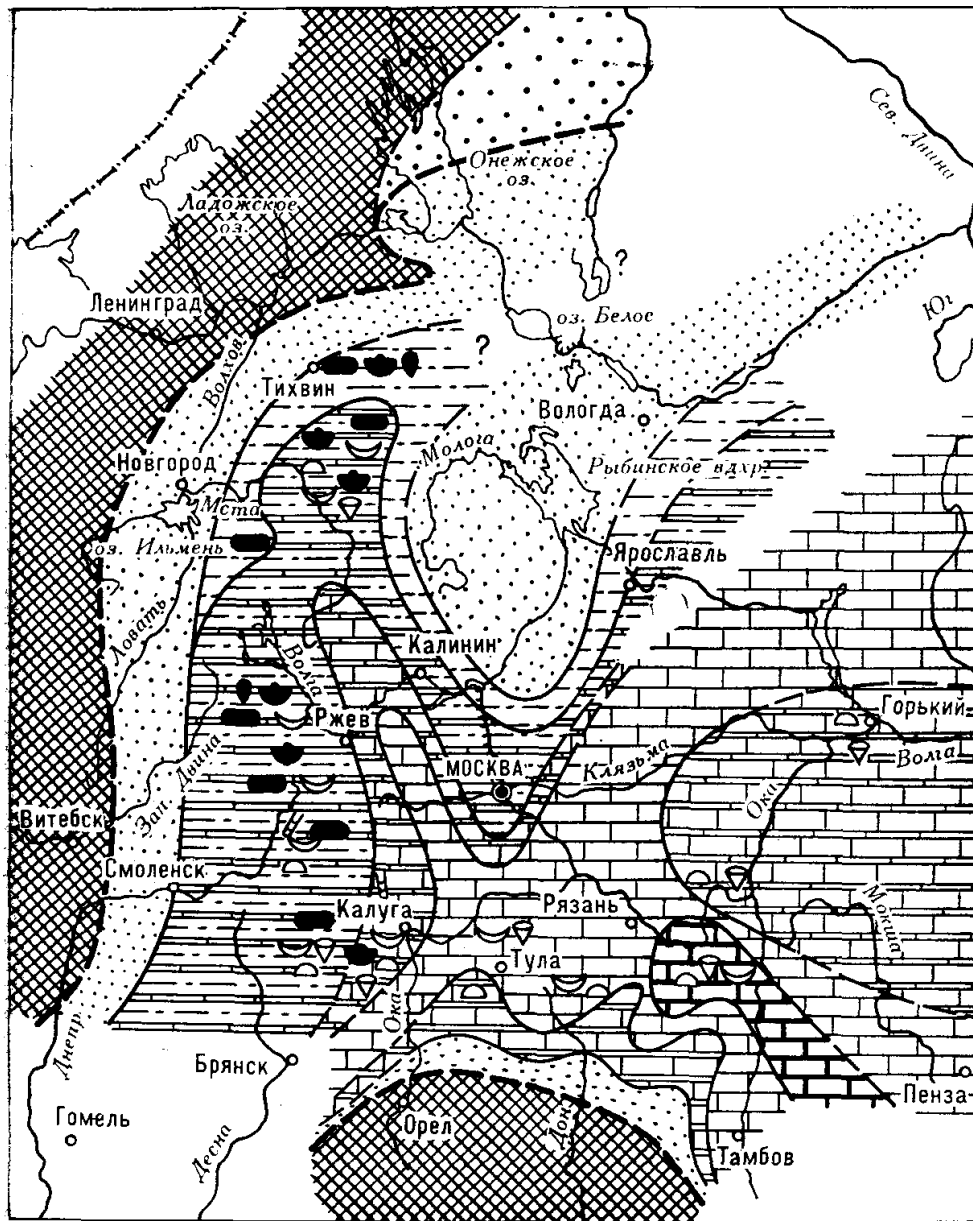 Сев. Двина
Онежское
оз.
Ладожское
оз.
?
Ленинград
оз. Белое
Юг
Волхов
?
Тихвин
Вологда
Молога
Новгород
Рыбинское вдхр.
Мста
оз. Ильмень
Ярославль
Ловать
Волга
Калинин
Ржев
Горький
Зап. Двина
МОСКВА
Клязьма
Волга
Ока
Витебск
Смоленск
Калуга
Рязань
Мокша
Тула
Ока
Днепр
Брянск
Пенза
Гомель
Орел
Дон
Десна
Тамбов